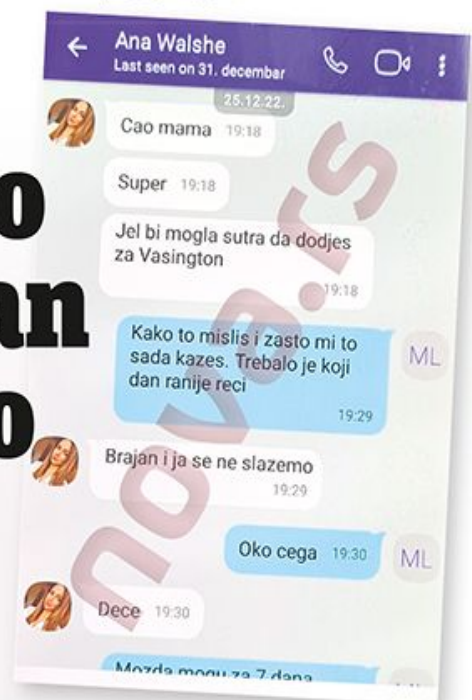 Ana Walshe
Last seen on 31. decembar
25.12.22.
Cao mama 19:18
Super 19:18
Jel bi mogla sutra da dodjes
za Vasington
19:18
Kako to mislis i zasto mi to
sada kazes. Trebalo je koji
dan ranije reci
19:29
ML
Brajan i ja se ne slazemo
19:29
Oko cega 19:30
ML
Dece 19:30
Mozda mogu za 7 dana
nova.rs